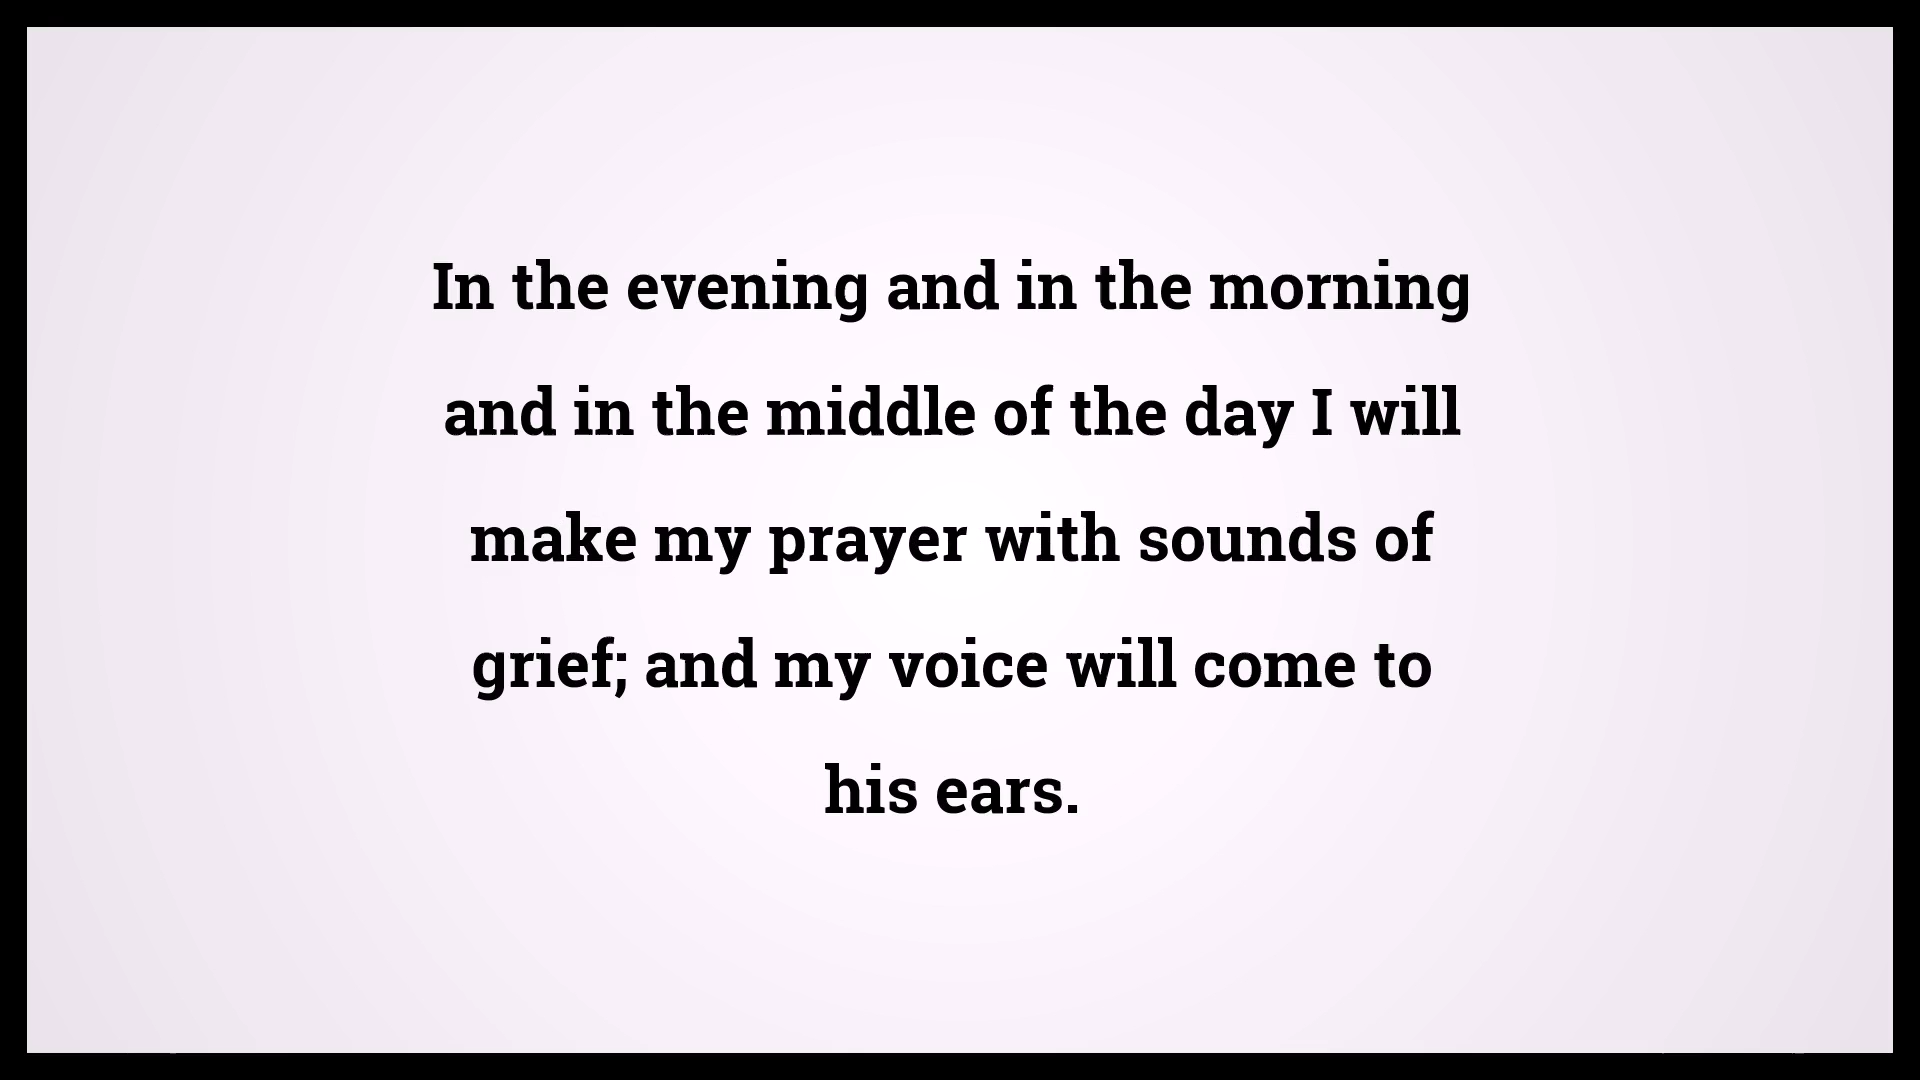 In the evening and in the morning
and in the middle of the day I will
make my prayer with sounds of
grief; and my voice will come to
his ears.